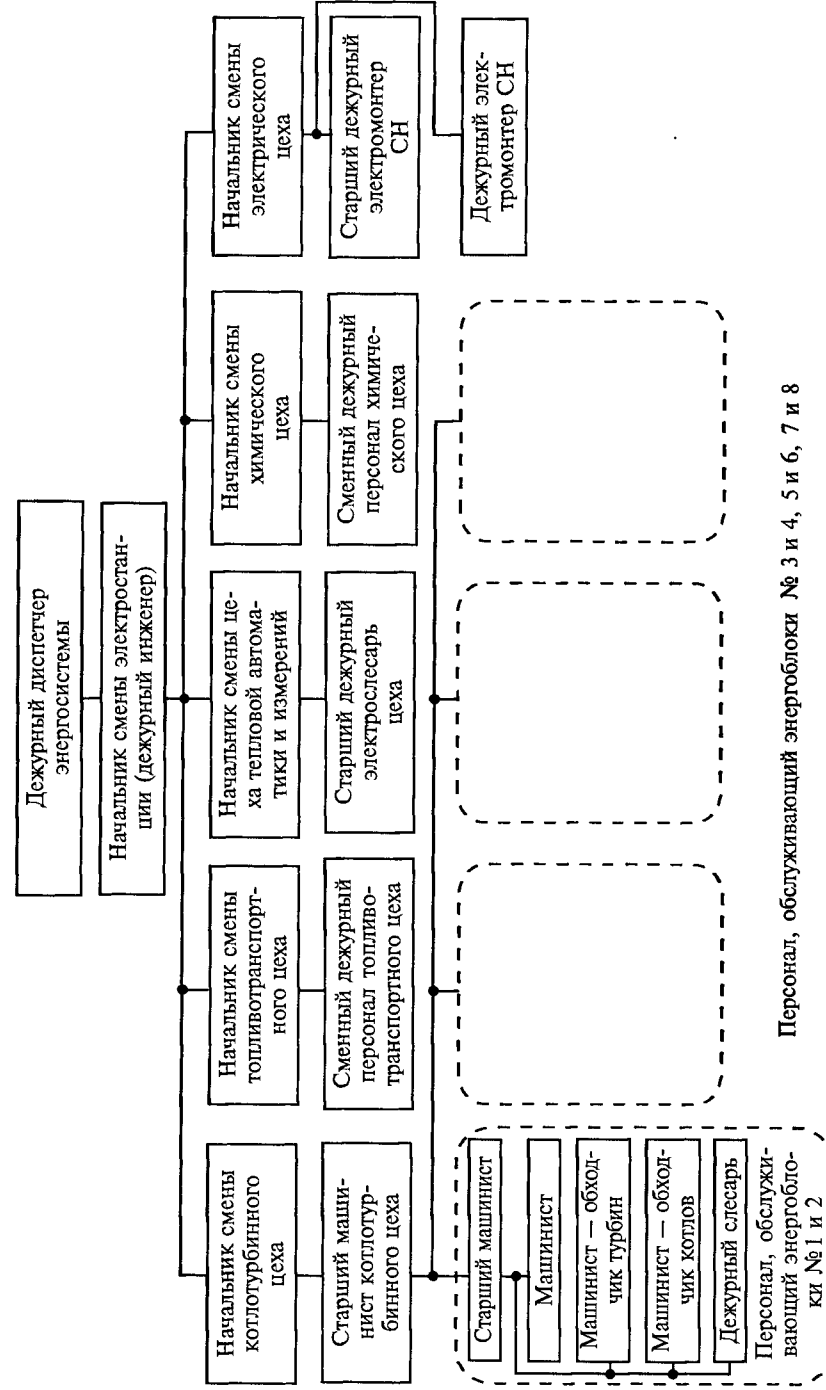 Дежурный диспетчер
энергосистемы
Начальник смены электростан-
ции (дежурный инженер)
Начальник смены
котлотурбинного
цеха
Начальник смены
топливотранспорт-
ного цеха
Начальник смены це-
ха тепловой автома-
тики и измерений
Начальник смены
химического
цеха
Начальник смены
электрического
цеха
Старший маши-
нист котлотур-
бинного цеха
Сменный дежурный
персонал топливо-
транспортного цеха
Старший дежурный
электрослесарь
цеха
Сменный дежурный
персонал химиче-
ского цеха
Старший дежурный
электромонтер
СН
Дежурный элек-
тромонтер СН
Старший машинист
Машинист
Машинист — обход-
чик турбин
Машинист — обход-
чик котлов
Дежурный слесарь
Персонал, обслужи-
вающий энергобло-
ки № 1 и 2
Персонал, обслуживающий энергоблоки № 3 и 4, 5 и 6, 7 и 8